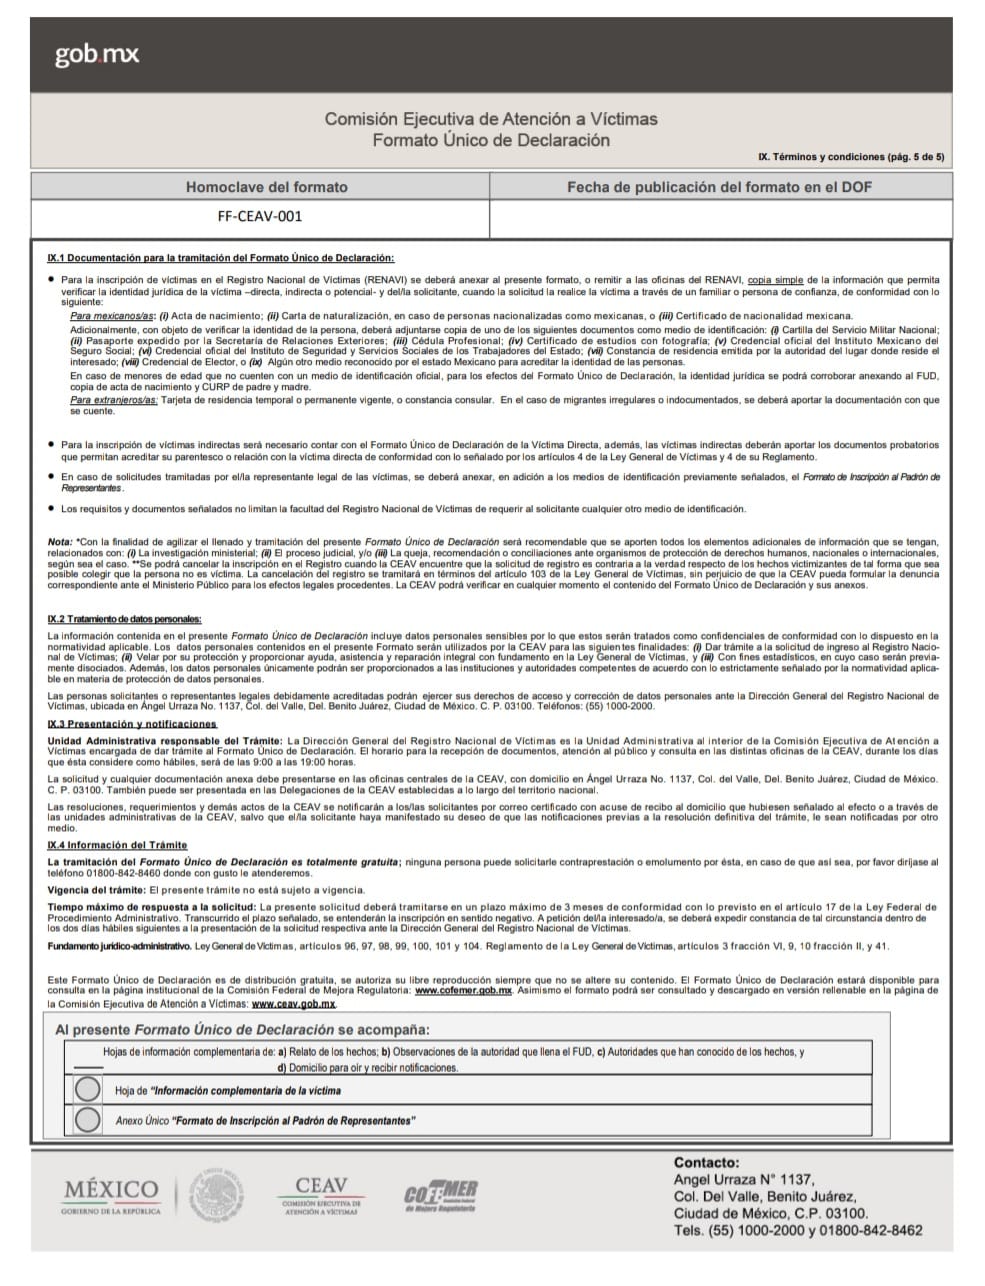 gob.mx
Comisión Ejecutiva de Atención a Víctimas
Formato Único de Declaración
IX. Términos y condiciones (pág. 5 de 5)
Homoclave del formato
Fecha de publicación del formato en el DOF
FF-CEAV-001
IX.1 Documentación para la tramitación del Formato Único de Declaración:
● Para la inscripción de víctimas en el Registro Nacional de Víctimas (RENAVI) se deberá anexar al presente formato, o remitir a las oficinas del RENAVI, copia simple de la información que permita
verificar la identidad jurídica de la víctima –directa, indirecta o potencial- y del/la solicitante, cuando la solicitud la realice la víctima a través de un familiar o persona de confianza, de conformidad con lo
siguiente:
Para mexicanos/as: (i) Acta de nacimiento; (ii) Carta de naturalización, en caso de personas nacionalizadas como mexicanas, o (iii) Certificado de nacionalidad mexicana.
Adicionalmente, con objeto de verificar la identidad de la persona, deberá adjuntarse copia de uno de los siguientes documentos como medio de identificación: (i) Cartilla del Servicio Militar Nacional;
(ii) Pasaporte expedido por la Secretaría de Relaciones Exteriores; (iii) Cédula Profesional; (iv) Certificado de estudios con fotografía; (v) Credencial oficial del Instituto Mexicano del
Seguro Social; (vi) Credencial oficial del Instituto de Seguridad y Servicios Sociales de los Trabajadores del Estado; (vii) Constancia de residencia emitida por la autoridad del lugar donde reside el
interesado; (viii) Credencial de Elector, o (ix) Algún otro medio reconocido por el estado Mexicano para acreditar la identidad de las personas.
En caso de menores de edad que no cuenten con un medio de identificación oficial, para los efectos del Formato Único de Declaración, la identidad jurídica se podrá corroborar anexando al FUD,
copia de acta de nacimiento y CURP de padre y madre.
Para extranjeros/as: Tarjeta de residencia temporal o permanente vigente, o constancia consular. En el caso de migrantes irregulares o indocumentados, se deberá aportar la documentación con que
se cuente.
● Para la inscripción de víctimas indirectas será necesario contar con el Formato Único de Declaración de la Víctima Directa, además, las víctimas indirectas deberán aportar los documentos probatorios
que permitan acreditar su parentesco o relación con la víctima directa de conformidad con lo señalado por los artículos 4 de la Ley General de Víctimas y 4 de su Reglamento.
● En caso de solicitudes tramitadas por el/la representante legal de las víctimas, se deberá anexar, en adición a los medios de identificación previamente señalados, el Formato de Inscripción al Padrón de
Representantes.
● Los requisitos y documentos señalados no limitan la facultad del Registro Nacional de Víctimas de requerir al solicitante cualquier otro medio de identificación.
Nota: *Con la finalidad de agilizar el llenado y tramitación del presente Formato Único de Declaración será recomendable que se aporten todos los elementos adicionales de información que se tengan,
relacionados con: (i) La investigación ministerial; (ii) El proceso judicial, y/o (iii) La queja, recomendación o conciliaciones ante organismos de protección de derechos humanos, nacionales o internacionales,
según sea el caso. **Se podrá cancelar la inscripción en el Registro cuando la CEAV encuentre que la solicitud de registro es contraria a la verdad respecto de los hechos victimizantes de tal forma que sea
posible colegir que la persona no es víctima. La cancelación del registro se tramitará en términos del artículo 103 de la Ley General de Víctimas, sin perjuicio de que la CEAV pueda formular la denuncia
correspondiente ante el Ministerio Público para los efectos legales procedentes. La CEAV podrá verificar en cualquier momento el contenido del Formato Único de Declaración y sus anexos.
IX.2 Tratamiento de datos personales:
La información contenida en el presente Formato Único de Declaración incluye datos personales sensibles por lo que estos serán tratados como confidenciales de conformidad con lo dispuesto en la
normatividad aplicable. Los datos personales contenidos en el presente Formato serán utilizados por la CEAV para las siguientes finalidades: (i) Dar trámite a la solicitud de ingreso al Registro Nacio-
nal de Víctimas; (ii) Velar por su protección y proporcionar ayuda, asistencia y reparación integral con fundamento en la Ley General de Víctimas, y (iii) Con fines estadísticos, en cuyo caso serán previa-
mente disociados. Además, los datos personales únicamente podrán ser proporcionados a las instituciones y autoridades competentes de acuerdo con lo estrictamente señalado por la normatividad aplica-
ble en materia de protección de datos personales.
Las personas solicitantes o representantes legales debidamente acreditadas podrán ejercer sus derechos de acceso y corrección de datos personales ante la Dirección General del Registro Nacional de
Víctimas, ubicada en Ángel Urraza No. 1137, Col. del Valle, Del. Benito Juárez, Ciudad de México. C. P. 03100. Teléfonos: (55) 1000-2000.
IX.3 Presentación y notificaciones
Unidad Administrativa responsable del Trámite: La Dirección General del Registro Nacional de Víctimas es la Unidad Administrativa al interior de la Comisión Ejecutiva de Atención a
Víctimas encargada de dar trámite al Formato Único de Declaración. El horario para la recepción de documentos, atención al público y consulta en las distintas oficinas de la CEAV, durante los días
que ésta considere como hábiles, será de las 9:00 a las 19:00 horas.
La solicitud y cualquier documentación anexa debe presentarse en las oficinas centrales de la CEAV, con domicilio en Ángel Urraza No. 1137, Col. del Valle, Del. Benito Juárez, Ciudad de México.
C. P. 03100. También puede ser presentada en las Delegaciones de la CEAV establecidas a lo largo del territorio nacional.
Las resoluciones, requerimientos y demás actos de la CEAV se notificarán a los/las solicitantes por correo certificado con acuse de recibo al domicilio que hubiesen señalado al efecto o a través de
las unidades administrativas de la CEAV, salvo que el/la solicitante haya manifestado su deseo de que las notificaciones previas a la resolución definitiva del trámite, le sean notificadas por otro
medio.
IX.4 Información del Trámite
La tramitación del Formato Único de Declaración es totalmente gratuita; ninguna persona puede solicitarle contraprestación o emolumento por ésta, en caso de que así sea, por favor diríjase al
teléfono 01800-842-8460 donde con gusto le atenderemos.
Vigencia del trámite: El presente trámite no está sujeto a vigencia.
Tiempo máximo de respuesta a la solicitud: La presente solicitud deberá tramitarse en un plazo máximo de 3 meses de conformidad con lo previsto en el artículo 17 de la Ley Federal de
Procedimiento Administrativo. Transcurrido el plazo señalado, se entenderán la inscripción en sentido negativo. A petición del/la interesado/a, se deberá expedir constancia de tal circunstancia dentro de
los dos días hábiles siguientes a la presentación de la solicitud respectiva ante la Dirección General del Registro Nacional de Víctimas.
Fundamento jurídico-administrativo. Ley General de Víctimas, artículos 96, 97, 98, 99, 100, 101 y 104. Reglamento de la Ley General de Víctimas, artículos 3 fracción VI, 9, 10 fracción II, y 41.
Este Formato Único de Declaración es de distribución gratuita, se autoriza su libre reproducción siempre que no se altere su contenido. El Formato Único de Declaración estará disponible para
consulta en la página institucional de la Comisión Federal de Mejora Regulatoria: www.cofemer.gob.mx. Asimismo el formato podrá ser consultado y descargado en versión rellenable en la página de
la Comisión Ejecutiva de Atención a Víctimas: www.ceav.gob.mx.
Al presente Formato Único de Declaración se acompaña:
Hojas de información complementaria de: a) Relato de los hechos; b) Observaciones de la autoridad que llena el FUD, c) Autoridades que han conocido de los hechos, y
d) Domicilio para oír y recibir notificaciones.
Hoja de "Información complementaria de la víctima
Anexo Único "Formato de Inscripción al Padrón de Representantes"
MÉXICO
GOBIERNO DE LA REPÚBLICA
CEAV
COMISIÓN EJECUTIVA DE
ATENCIÓN A VÍCTIMAS
COFEMER
Comisión Federal
de Mejora Regulatoria
Contacto:
Angel Urraza N° 1137,
Col. Del Valle, Benito Juárez,
Ciudad de México, C.P. 03100.
Tels. (55) 1000-2000 y 01800-842-8462